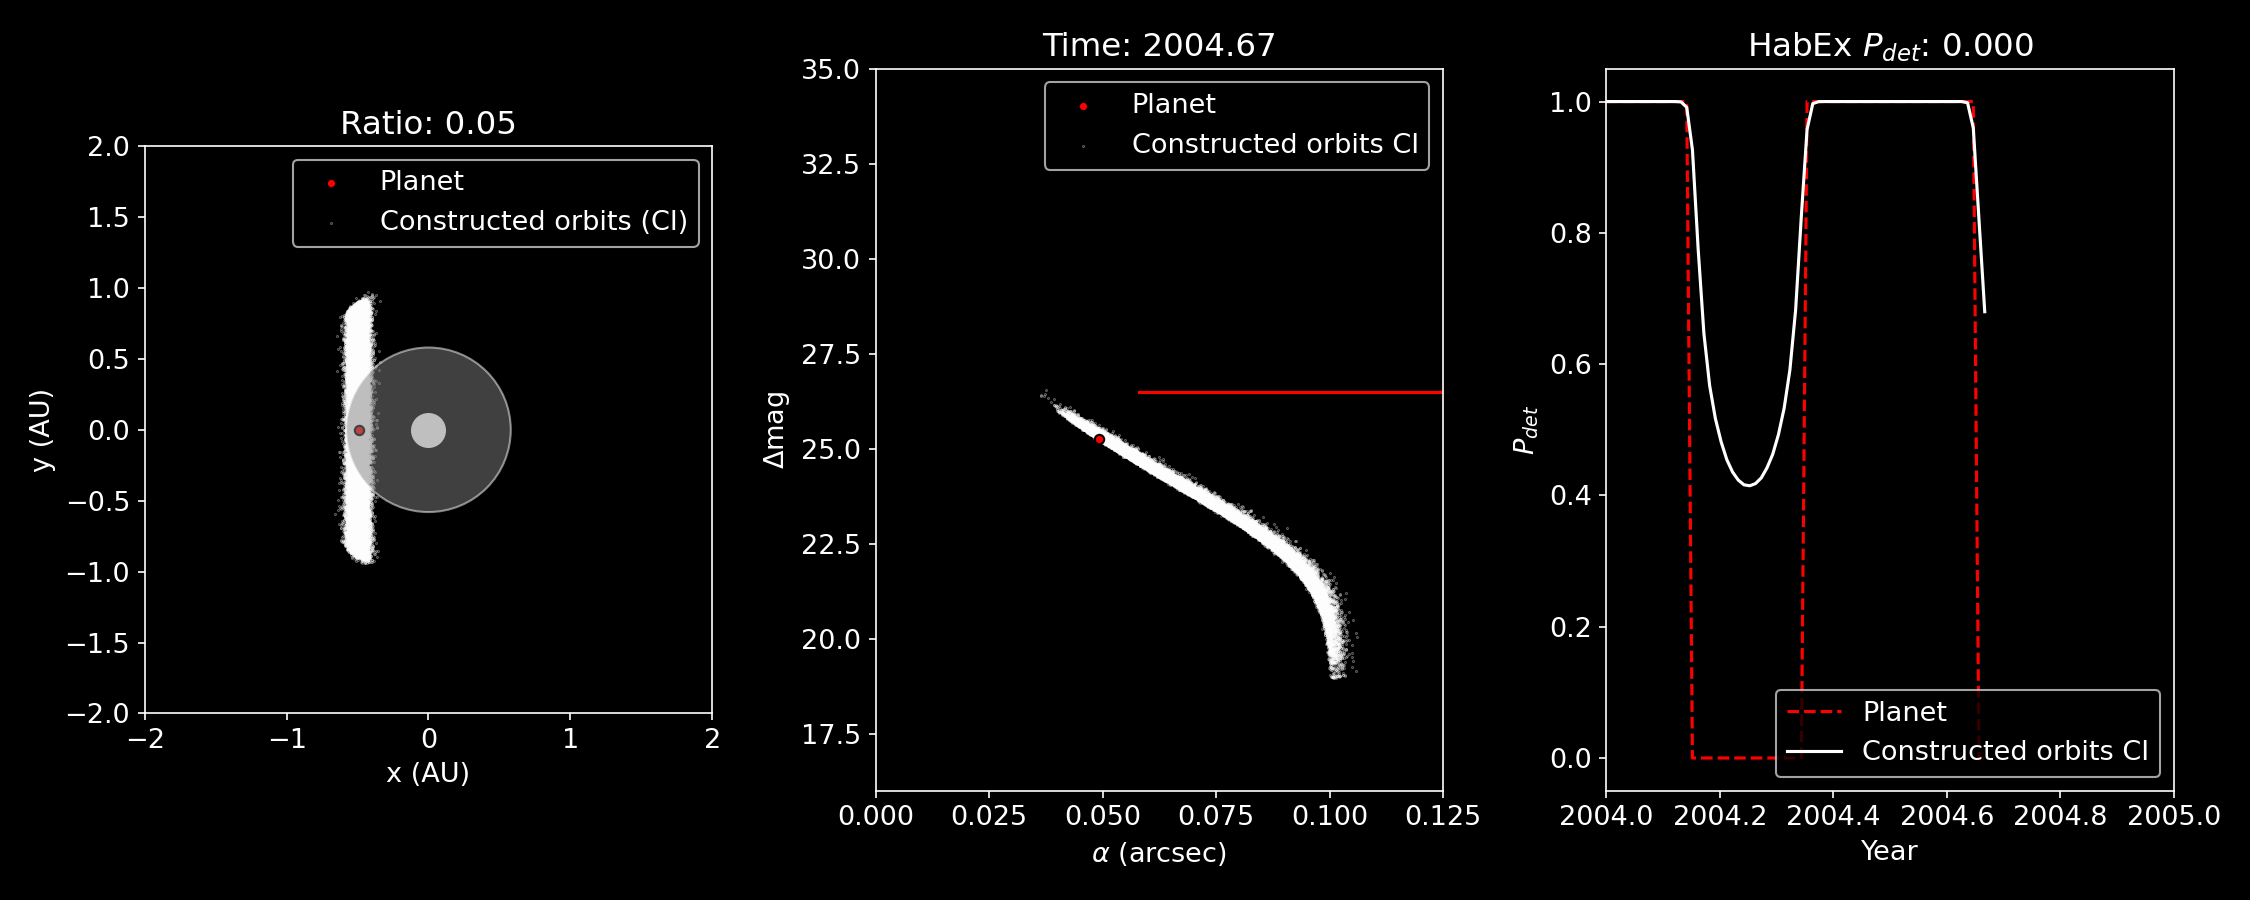 Ratio: 0.05
Planet
Constructed orbits (CI)
2.0
1.5
1.0
0.5
0.0
−0.5
−1.0
−1.5
−2.0
y (AU)
−2 −1 0 1 2
x (AU)
Time: 2004.67
Planet
Constructed orbits CI
35.0
32.5
30.0
27.5
25.0
22.5
20.0
17.5
Δmag
0.000 0.025 0.050 0.075 0.100 0.125
α (arcsec)
HabEx P_det: 0.000
1.0
0.8
0.6
0.4
0.2
0.0
P_det
Planet
Constructed orbits CI
2004.0 2004.2 2004.4 2004.6 2004.8 2005.0
Year